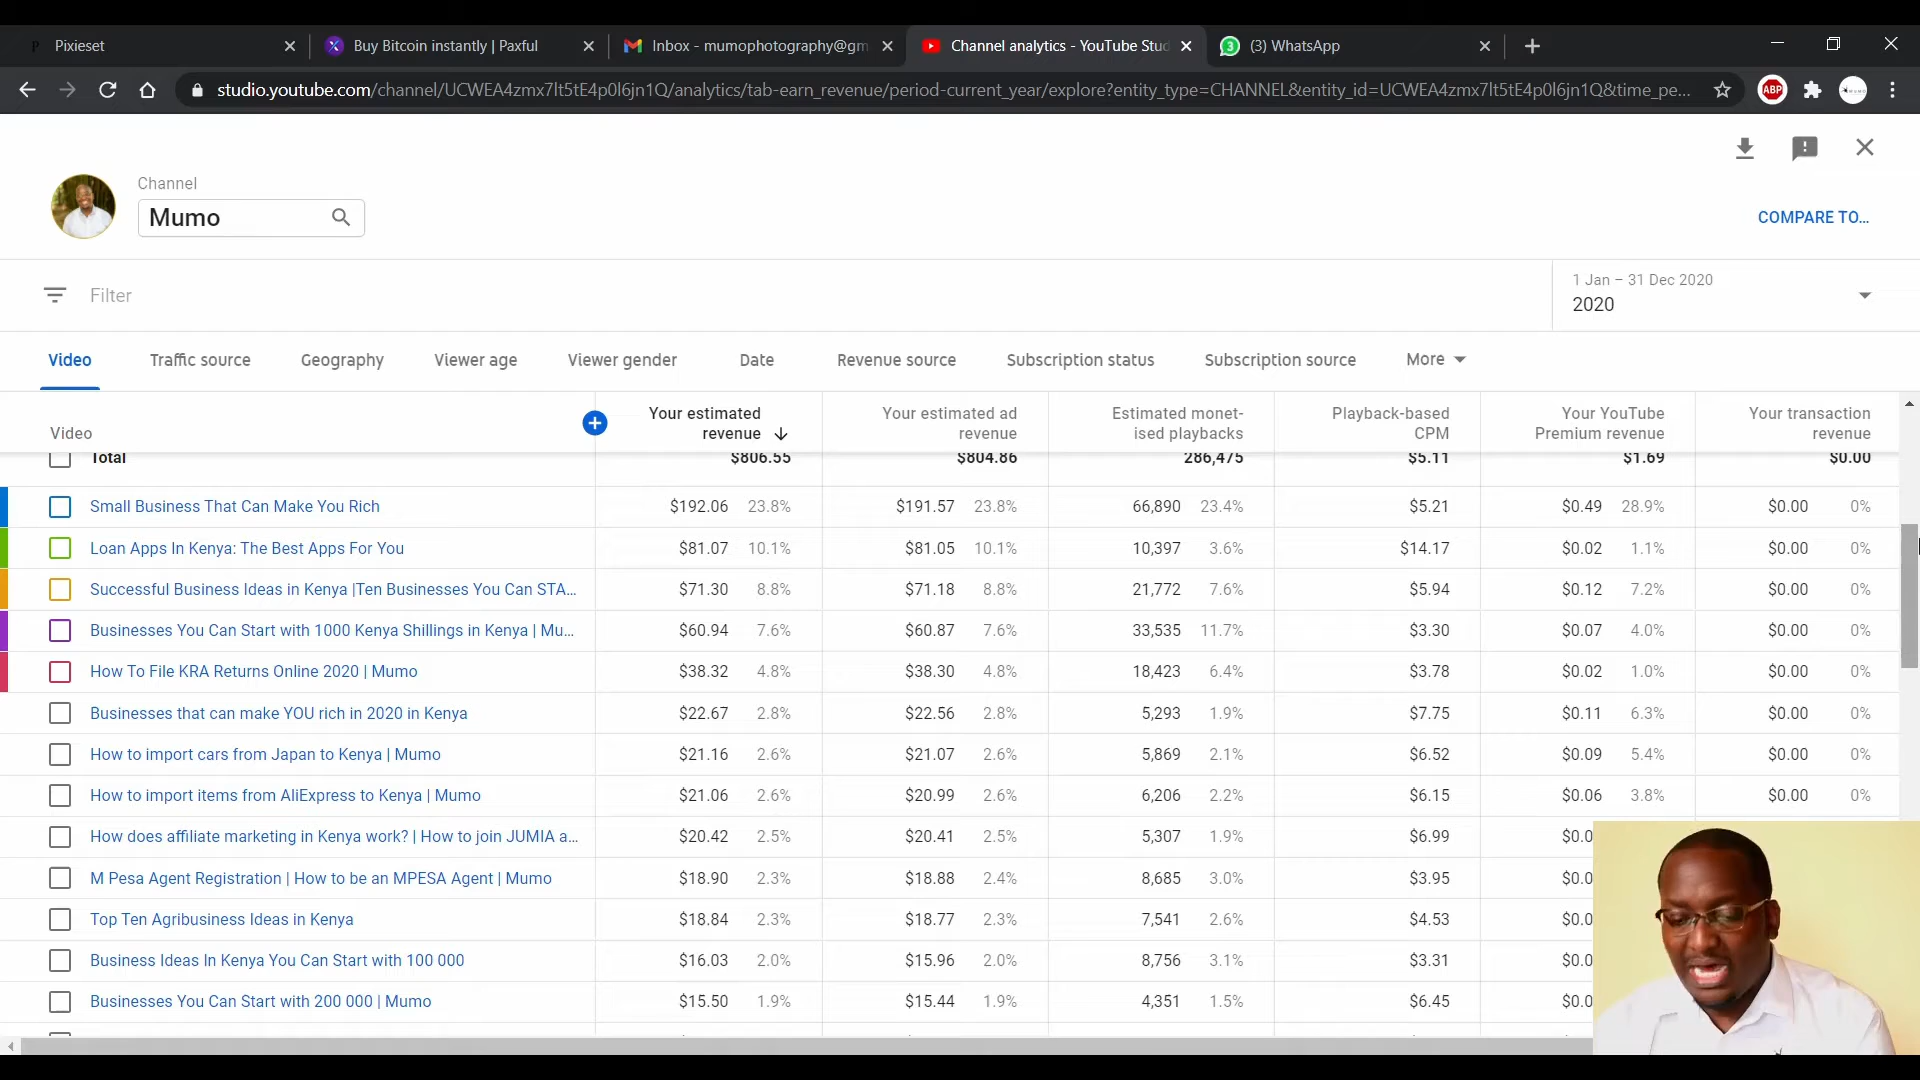 Pixieset
Buy Bitcoin instantly | Paxful
Inbox - mumophotography@gm
Channel analytics - YouTube Stud
(3) WhatsApp
studio.youtube.com/channel/UCWEA4zmx7lt5tE4p0l6jn1Q/analytics/tab-earn_revenue/period-current_year/explore?entity_type=CHANNEL&entity_id=UCWEA4zmx7lt5tE4p0l6jn1Q&time_pe...
ABP
Channel
Mumo
COMPARE TO...
Filter
1 Jan – 31 Dec 2020
2020
Video Traffic source Geography Viewer age Viewer gender Date Revenue source Subscription status Subscription source More
Video
Your estimated
revenue
Your estimated ad
revenue
Estimated monet-
ised playbacks
Playback-based
CPM
Your YouTube
Premium revenue
Your transaction
revenue
Total $806.55 $804.86 286,475 $5.11 $1.69 $0.00
Small Business That Can Make You Rich $192.06 23.8% $191.57 23.8% 66,890 23.4% $5.21 $0.49 28.9% $0.00 0%
Loan Apps In Kenya: The Best Apps For You $81.07 10.1% $81.05 10.1% 10,397 3.6% $14.17 $0.02 1.1% $0.00 0%
Successful Business Ideas in Kenya |Ten Businesses You Can STA... $71.30 8.8% $71.18 8.8% 21,772 7.6% $5.94 $0.12 7.2% $0.00 0%
Businesses You Can Start with 1000 Kenya Shillings in Kenya | Mu... $60.94 7.6% $60.87 7.6% 33,535 11.7% $3.30 $0.07 4.0% $0.00 0%
How To File KRA Returns Online 2020 | Mumo $38.32 4.8% $38.30 4.8% 18,423 6.4% $3.78 $0.02 1.0% $0.00 0%
Businesses that can make YOU rich in 2020 in Kenya $22.67 2.8% $22.56 2.8% 5,293 1.9% $7.75 $0.11 6.3% $0.00 0%
How to import cars from Japan to Kenya | Mumo $21.16 2.6% $21.07 2.6% 5,869 2.1% $6.52 $0.09 5.4% $0.00 0%
How to import items from AliExpress to Kenya | Mumo $21.06 2.6% $20.99 2.6% 6,206 2.2% $6.15 $0.06 3.8% $0.00 0%
How does affiliate marketing in Kenya work? | How to join JUMIA a... $20.42 2.5% $20.41 2.5% 5,307 1.9% $6.99 $0.0
M Pesa Agent Registration | How to be an MPESA Agent | Mumo $18.90 2.3% $18.88 2.4% 8,685 3.0% $3.95 $0.0
Top Ten Agribusiness Ideas in Kenya $18.84 2.3% $18.77 2.3% 7,541 2.6% $4.53 $0.0
Business Ideas In Kenya You Can Start with 100 000 $16.03 2.0% $15.96 2.0% 8,756 3.1% $3.31 $0.0
Businesses You Can Start with 200 000 | Mumo $15.50 1.9% $15.44 1.9% 4,351 1.5% $6.45 $0.0